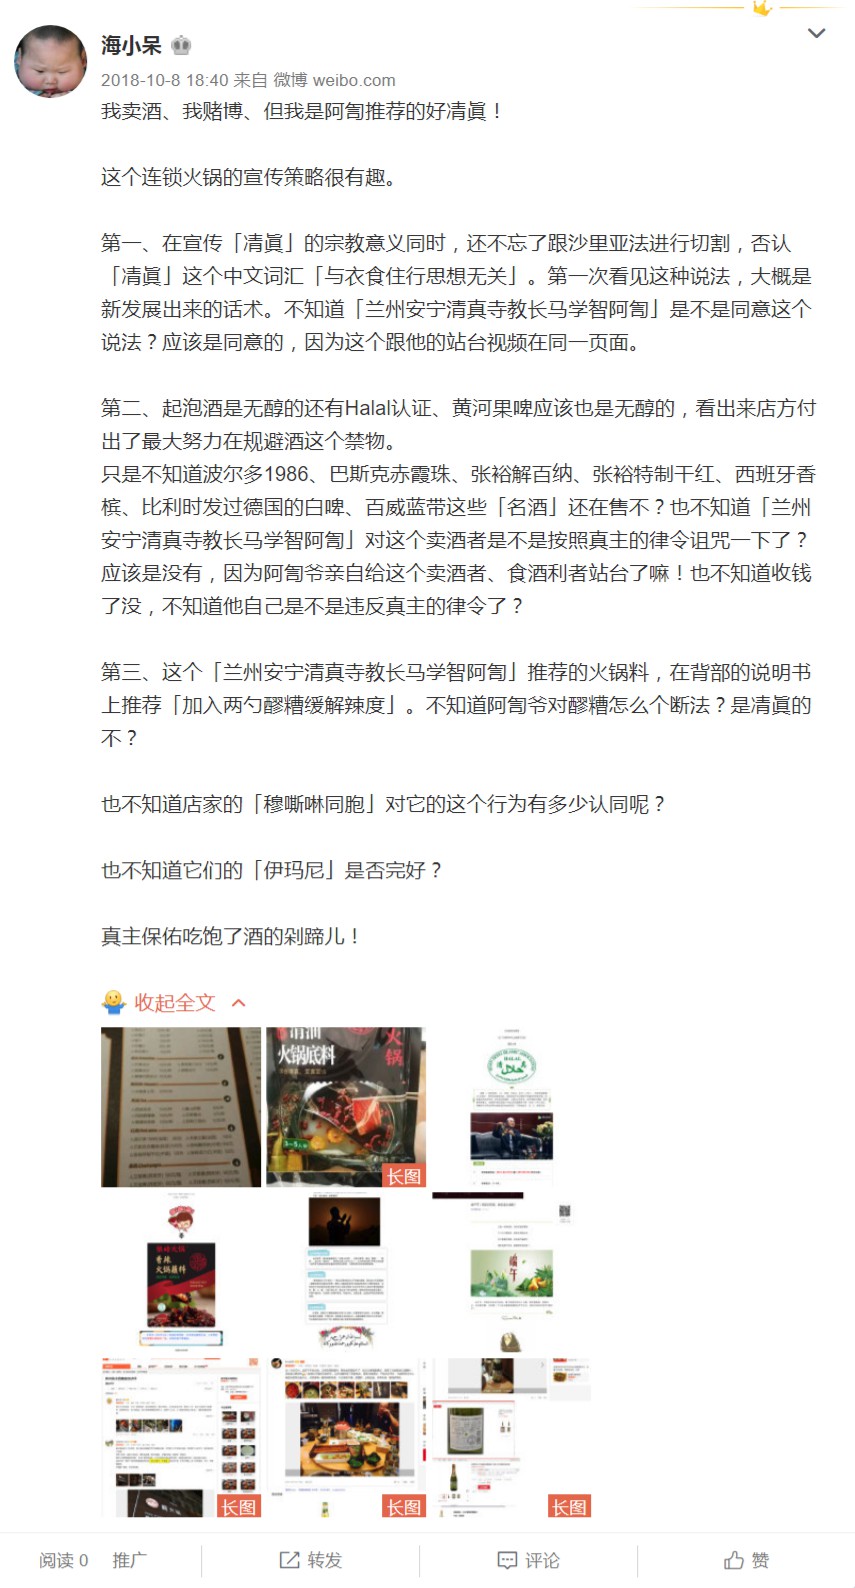 海小呆
2018-10-8 18:40 来自 微博 weibo.com
我卖酒、我赌博、但我是阿訇推荐的好凊眞！
这个连锁火锅的宣传策略很有趣。
第一、在宣传「凊眞」的宗教意义同时，还不忘了跟沙里亚法进行切割，否认
「凊眞」这个中文词汇「与衣食住行思想无关」。第一次看见这种说法，大概是
新发展出来的话术。不知道「兰州安宁清真寺教长马学智阿訇」是不是同意这个
说法？应该是同意的，因为这个跟他的站台视频在同一页面。
第二、起泡酒是无醇的还有Halal认证、黄河果啤应该也是无醇的，看出来店方付
出了最大努力在规避酒这个禁物。
只是不知道波尔多1986、巴斯克赤霞珠、张裕解百纳、张裕特制干红、西班牙香
槟、比利时发过德国的白啤、百威蓝带这些「名酒」还在售不？也不知道「兰州
安宁清真寺教长马学智阿訇」对这个卖酒者是不是按照真主的律令诅咒一下了？
应该是没有，因为阿訇爷亲自给这个卖酒者、食酒利者站台了嘛！也不知道收钱
了没，不知道他自己是不是违反真主的律令了？
第三、这个「兰州安宁清真寺教长马学智阿訇」推荐的火锅料，在背部的说明书
上推荐「加入两勺醪糟缓解辣度」。不知道阿訇爷对醪糟怎么个断法？是凊眞的
不？
也不知道店家的「穆嘶啉同胞」对它的这个行为有多少认同呢？
也不知道它们的「伊玛尼」是否完好？
真主保佑吃饱了酒的剁蹄儿！
收起全文
清油
火锅底料
火锅
3~5人份
长图
HALAL
清 真
حلال
香辣
火锅蘸料
端午
长图
长图
长图
阅读 0 推广 转发 评论 赞